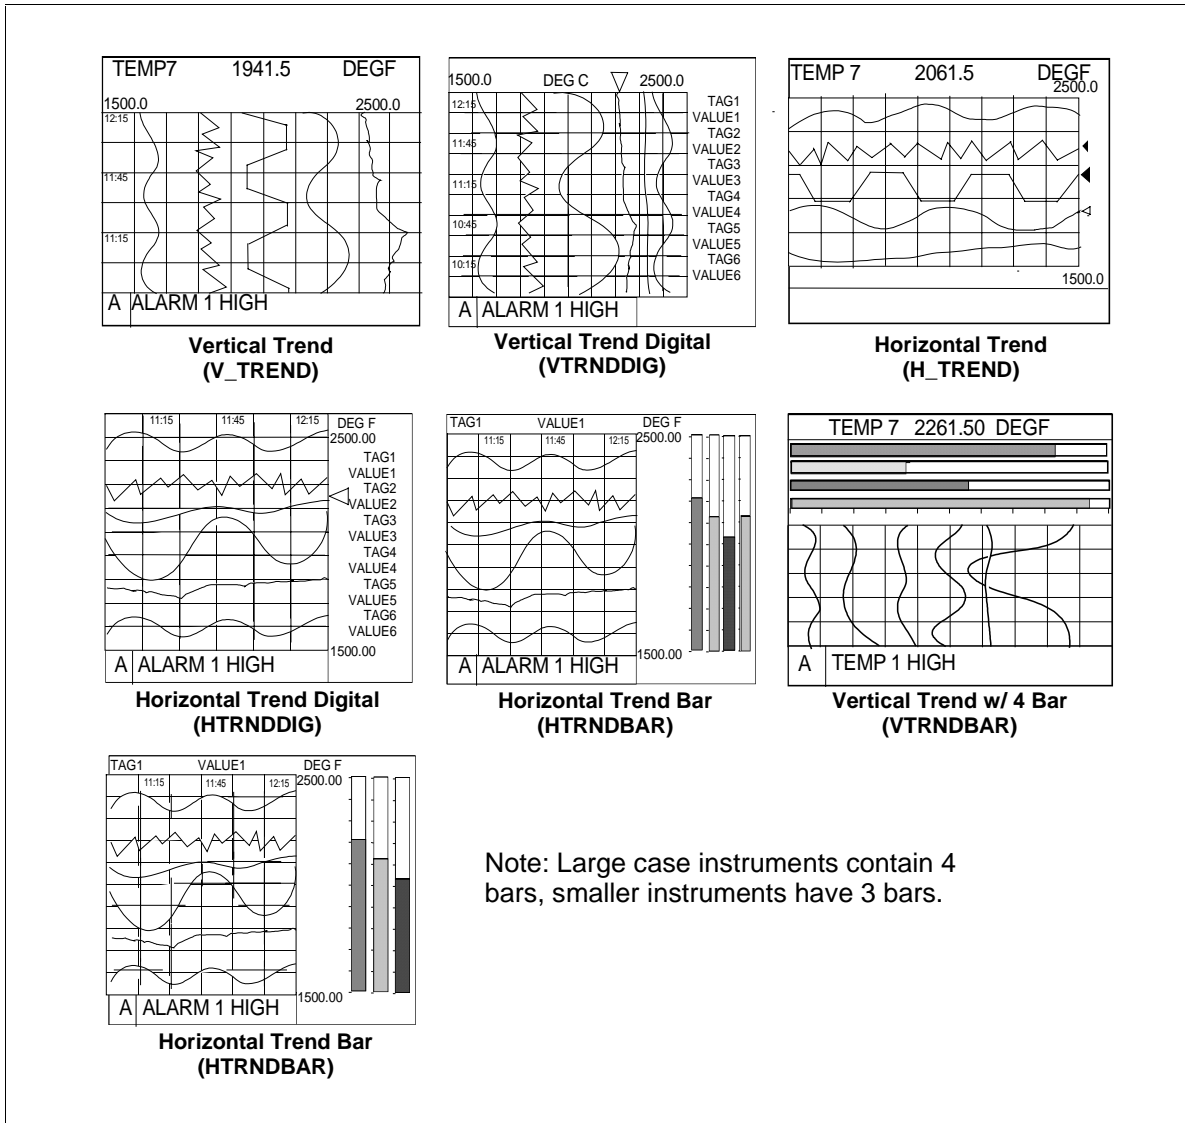 TEMP7 1941.5 DEGF
1500.0 2500.0
12:15
11:45
11:15
A ALARM 1 HIGH
Vertical Trend
(V_TREND)
1500.0 DEG C 2500.0
12:15
11:45
11:15
10:45
10:15
TAG1
VALUE1
TAG2
VALUE2
TAG3
VALUE3
TAG4
VALUE4
TAG5
VALUE5
TAG6
VALUE6
A ALARM 1 HIGH
Vertical Trend Digital
(VTRNDDIG)
TEMP 7 2061.5 DEGF
2500.0
1500.0
Horizontal Trend
(H_TREND)
11:15 11:45 12:15 DEG F
2500.00
TAG1
VALUE1
TAG2
VALUE2
TAG3
VALUE3
TAG4
VALUE4
TAG5
VALUE5
TAG6
VALUE6
1500.00
A ALARM 1 HIGH
Horizontal Trend Digital
(HTRNDDIG)
TAG1 VALUE1 DEG F
11:15 11:45 12:15 2500.00
1500.00
A ALARM 1 HIGH
Horizontal Trend Bar
(HTRNDBAR)
TEMP 7 2261.50 DEGF
A TEMP 1 HIGH
Vertical Trend w/ 4 Bar
(VTRNDBAR)
TAG1 VALUE1 DEG F
11:15 11:45 12:15 2500.00
1500.00
A ALARM 1 HIGH
Horizontal Trend Bar
(HTRNDBAR)
Note: Large case instruments contain 4
bars, smaller instruments have 3 bars.